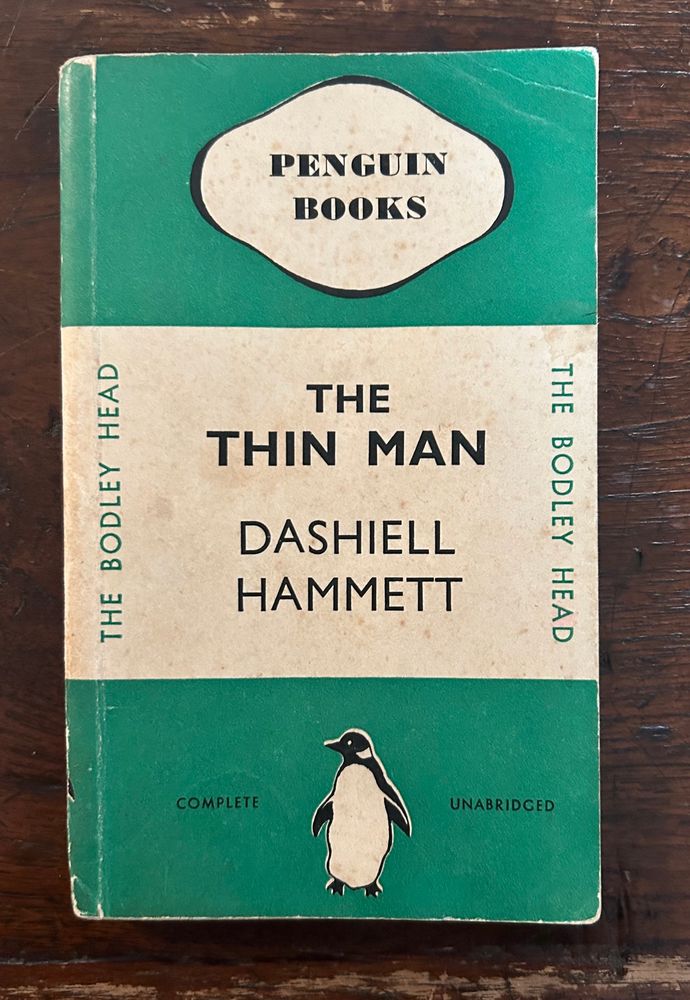 PENGUIN
BOOKS
THE BODLEY HEAD
THE
THIN MAN
DASHIELL
HAMMETT
THE BODLEY HEAD
COMPLETE
UNABRIDGED